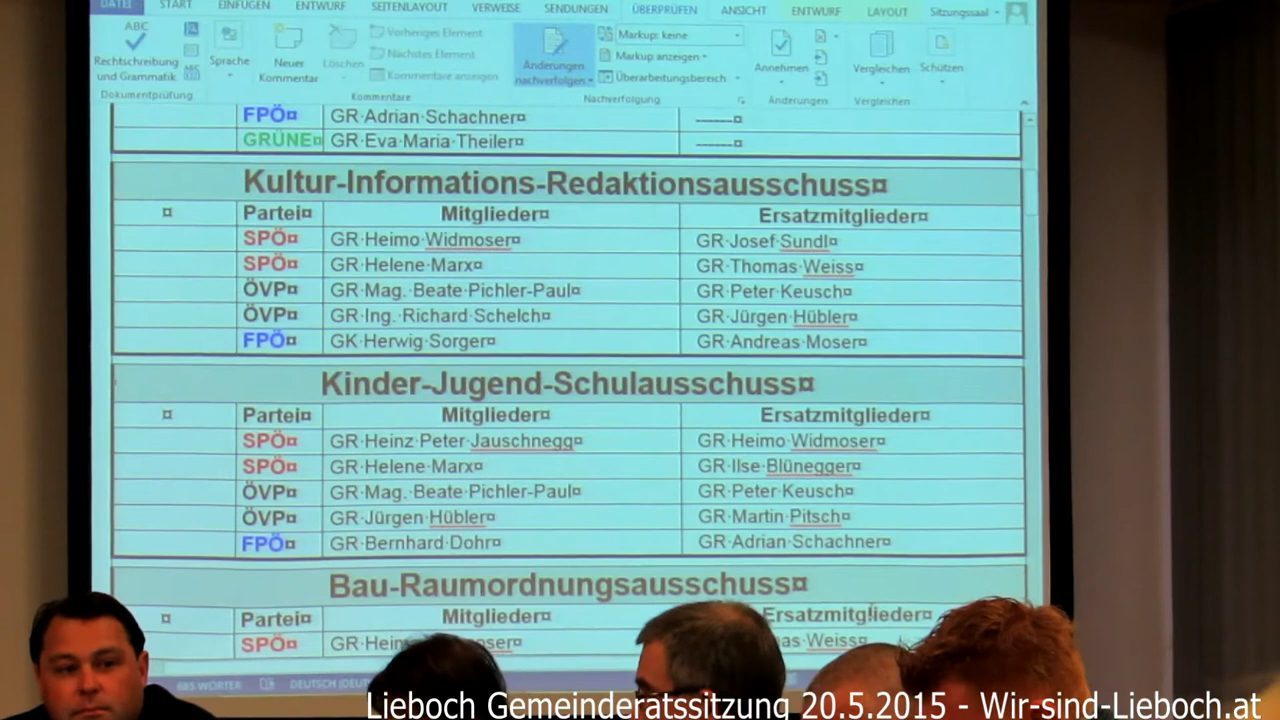 DATEI START EINFÜGEN ENTWURF SEITENLAYOUT VERWEISE SENDUNGEN ÜBERPRÜFEN ANSICHT ENTWURF LAYOUT Sitzungssaal
ABC
Rechtschreibung und Grammatik
Sprache
Neuer Kommentar
Löschen
Vorheriges Element
Nächstes Element
Kommentare anzeigen
Änderungen nachverfolgen
Markup: keine
Markup anzeigen
Überarbeitungsbereich
Annehmen
Vergleichen
Schützen
Dokumentprüfung Kommentare Nachverfolgung Änderungen Vergleichen
FPÖ¤ GR·Adrian·Schachner¤ ------¤
GRÜNE¤ GR·Eva·Maria·Theiler¤ ------¤
Kultur-Informations-Redaktionsausschuss¤
¤ Partei¤ Mitglieder¤ Ersatzmitglieder¤
SPÖ¤ GR·Heimo·Widmoser¤ GR·Josef·Sundl¤
SPÖ¤ GR·Helene·Marx¤ GR·Thomas·Weiss¤
ÖVP¤ GR·Mag.·Beate·Pichler-Paul¤ GR·Peter·Keusch¤
ÖVP¤ GR·Ing.·Richard·Schelch¤ GR·Jürgen·Hübler¤
FPÖ¤ GK·Herwig·Sorger¤ GR·Andreas·Moser¤
Kinder-Jugend-Schulausschuss¤
¤ Partei¤ Mitglieder¤ Ersatzmitglieder¤
SPÖ¤ GR·Heinz·Peter·Jauschnegg¤ GR·Heimo·Widmoser¤
SPÖ¤ GR·Helene·Marx¤ GR·Ilse·Blünegger¤
ÖVP¤ GR·Mag.·Beate·Pichler-Paul¤ GR·Peter·Keusch¤
ÖVP¤ GR·Jürgen·Hübler¤ GR·Martin·Pitsch¤
FPÖ¤ GR·Bernhard·Dohr¤ GR·Adrian·Schachner¤
Bau-Raumordnungsausschuss¤
¤ Partei¤ Mitglieder¤ Ersatzmitglieder¤
SPÖ¤ GR· Weiss¤
685 WÖRTER
Lieboch Gemeinderatssitzung 20.5.2015 - Wir-sind-Lieboch.at